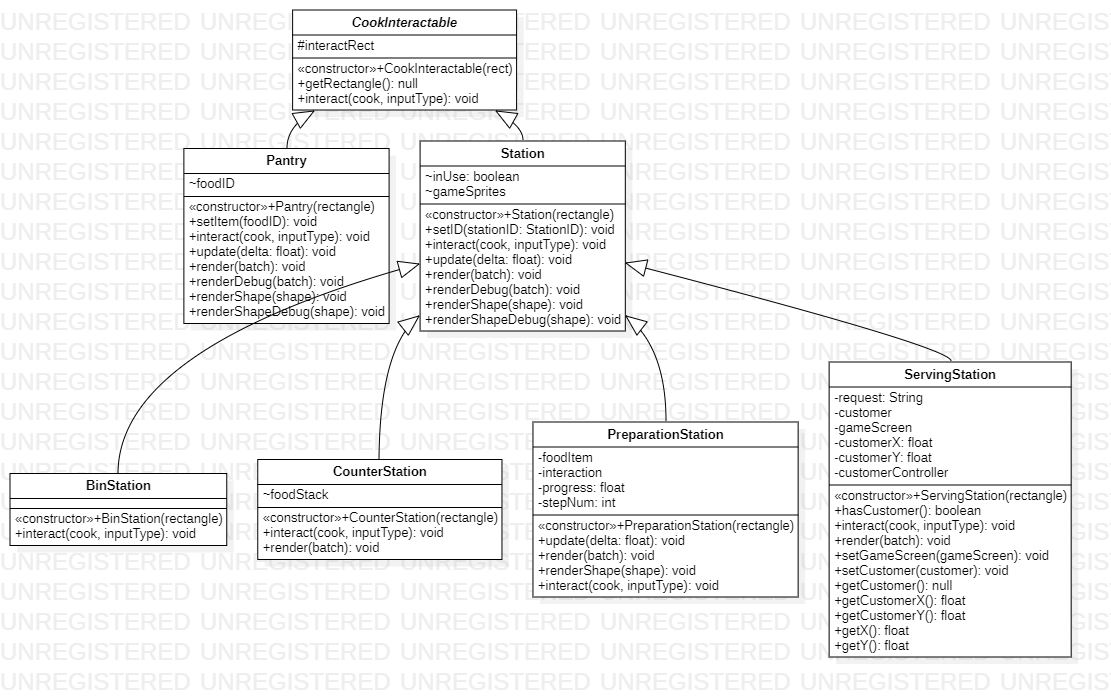 CookInteractable
#interactRect
«constructor»+CookInteractable(rect)
+getRectangle(): null
+interact(cook, inputType): void
Pantry
~foodID
«constructor»+Pantry(rectangle)
+setItem(foodID): void
+interact(cook, inputType): void
+update(delta: float): void
+render(batch): void
+renderDebug(batch): void
+renderShape(shape): void
+renderShapeDebug(shape): void
Station
~inUse: boolean
~gameSprites
«constructor»+Station(rectangle)
+setID(stationID: StationID): void
+interact(cook, inputType): void
+update(delta: float): void
+render(batch): void
+renderDebug(batch): void
+renderShape(shape): void
+renderShapeDebug(shape): void
BinStation
«constructor»+BinStation(rectangle)
+interact(cook, inputType): void
CounterStation
~foodStack
«constructor»+CounterStation(rectangle)
+interact(cook, inputType): void
+render(batch): void
PreparationStation
-foodItem
-interaction
-progress: float
-stepNum: int
«constructor»+PreparationStation(rectangle)
+update(delta: float): void
+render(batch): void
+renderShape(shape): void
+interact(cook, inputType): void
ServingStation
-request: String
-customer
-gameScreen
-customerX: float
-customerY: float
-customerController
«constructor»+ServingStation(rectangle)
+hasCustomer(): boolean
+interact(cook, inputType): void
+render(batch): void
+setGameScreen(gameScreen): void
+setCustomer(customer): void
+getCustomer(): null
+getCustomerX(): float
+getCustomerY(): float
+getX(): float
+getY(): float
UNREGISTERED